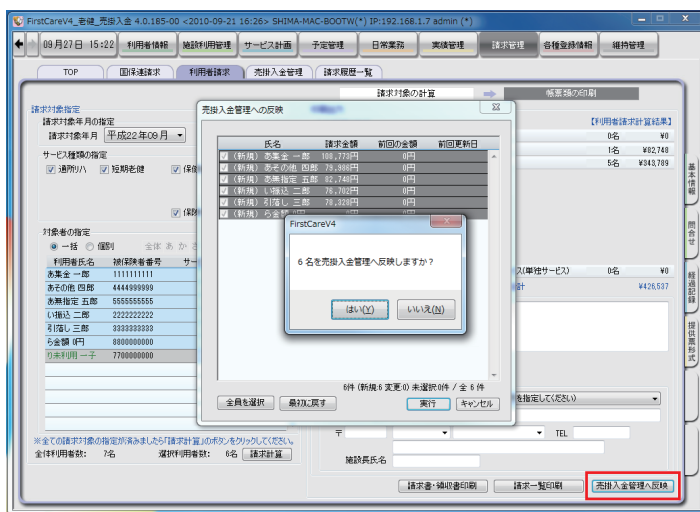 FirstCareV4_老健_売掛入金 4.0.185-00 <2010-09-21 16:26> SHIMA-MAC-BOOTW(*) IP:192.168.1.7 admin (*)
09月27日 15:22 利用者情報 施設利用管理 サービス計画 予定管理 日常業務 実績管理 請求管理 各種登録情報 維持管理
TOP 国保連請求 利用者請求 売掛入金管理 請求履歴一覧
請求対象の計算 帳票類の印刷
請求対象指定
請求対象年月の指定
請求対象年月 平成22年09月
サービス種類の指定
通所リハ 短期老健
対象者の指定
一括 個別 全体 あ か
利用者氏名 被保険者番号 サー
あ集金 一郎 1111111111
あその他 四郎 4444999999
あ無指定 五郎 5555555555
い振込 二郎 2222222222
引落し 三郎 3333333333
ら金額 0円 8800000000
り未利用 一子 7700000000
※全ての請求対象の指定が済みましたら「請求計算」のボタンをクリックしてください。
全体利用者数: 7名 選択利用者数: 6名 請求計算
売掛入金管理への反映
氏名 請求金額 前回の金額 前回更新日
(新規) あ集金 一郎 108,773円 0円
(新規) あその他 四郎 79,986円 0円
(新規) あ無指定 五郎 82,748円 0円
(新規) い振込 二郎 76,702円 0円
(新規) 引落し 三郎 78,328円 0円
(新規) ら金額 0円
FirstCareV4
6 名を売掛入金管理へ反映しますか？
はい(Y) いいえ(N)
6件 (新規:6 変更:0) 未選択:0件 / 全 6 件
全員を選択 最初に戻す 実行 キャンセル
【利用者請求計算結果】
0名 ¥0
1名 ¥82,748
5名 ¥343,789
ス(単独サービス) 0名 ¥0
計 ¥426,537
を指定してください)
〒 TEL
施設長氏名
請求書・領収書印刷 請求一覧印刷 売掛入金管理へ反映
基本情報
問合せ
経過記録
提供票形式